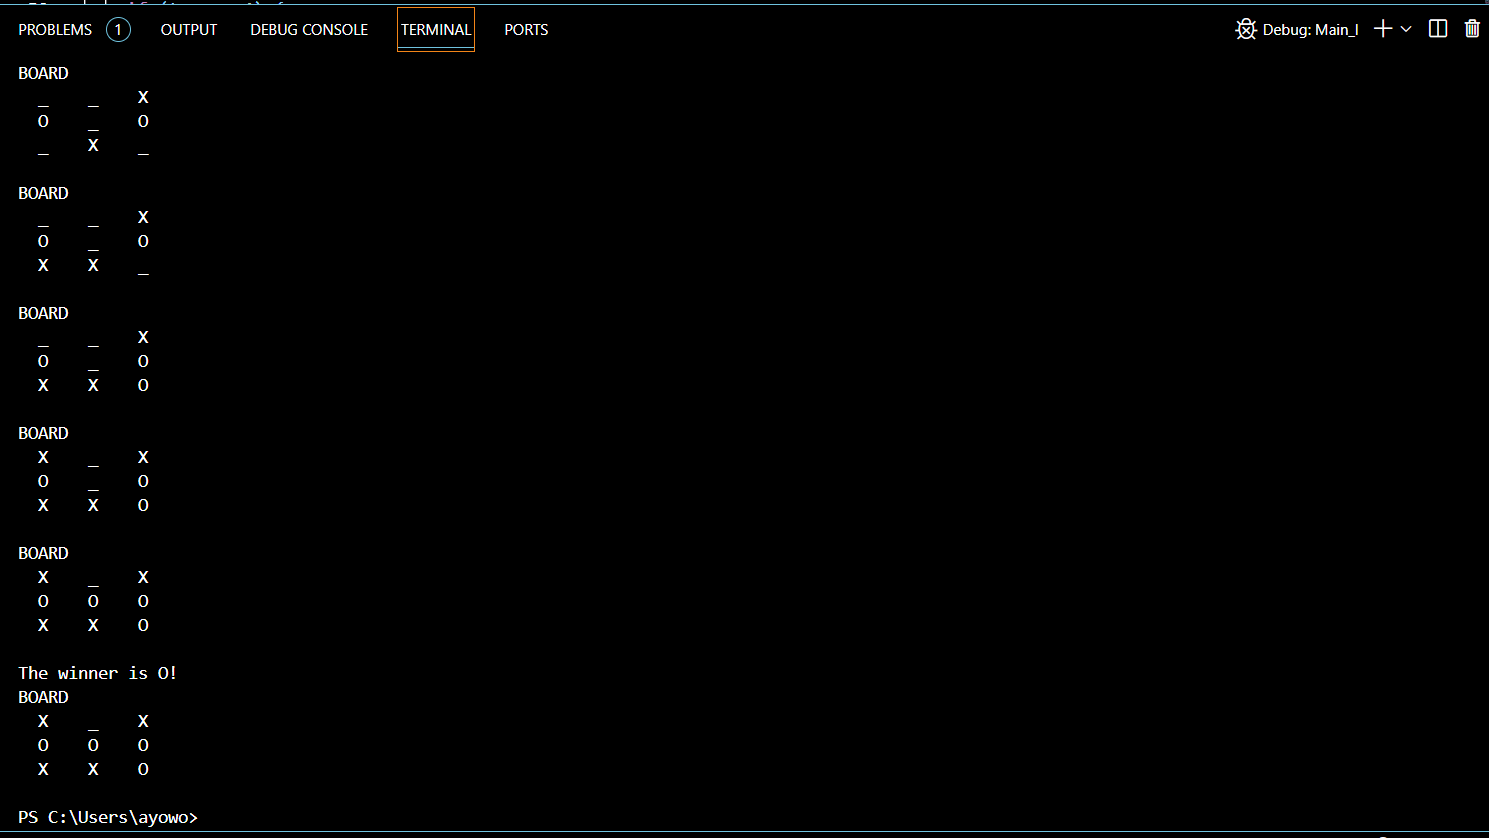 PROBLEMS 1 OUTPUT DEBUG CONSOLE TERMINAL PORTS Debug: Main_I
BOARD
_ _ X
O _ O
_ X _
BOARD
_ _ X
O _ O
X X _
BOARD
_ _ X
O _ O
X X O
BOARD
X _ X
O _ O
X X O
BOARD
X _ X
O O O
X X O
The winner is O!
BOARD
X _ X
O O O
X X O
PS C:\Users\ayowo>